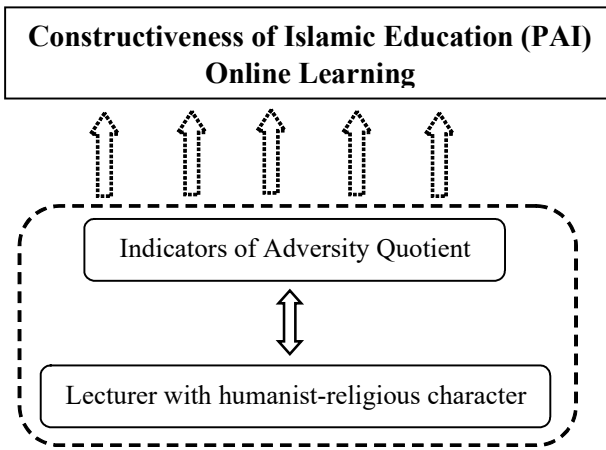 Constructiveness of Islamic Education (PAI)
Online Learning
Indicators of Adversity Quotient
Lecturer with humanist-religious character